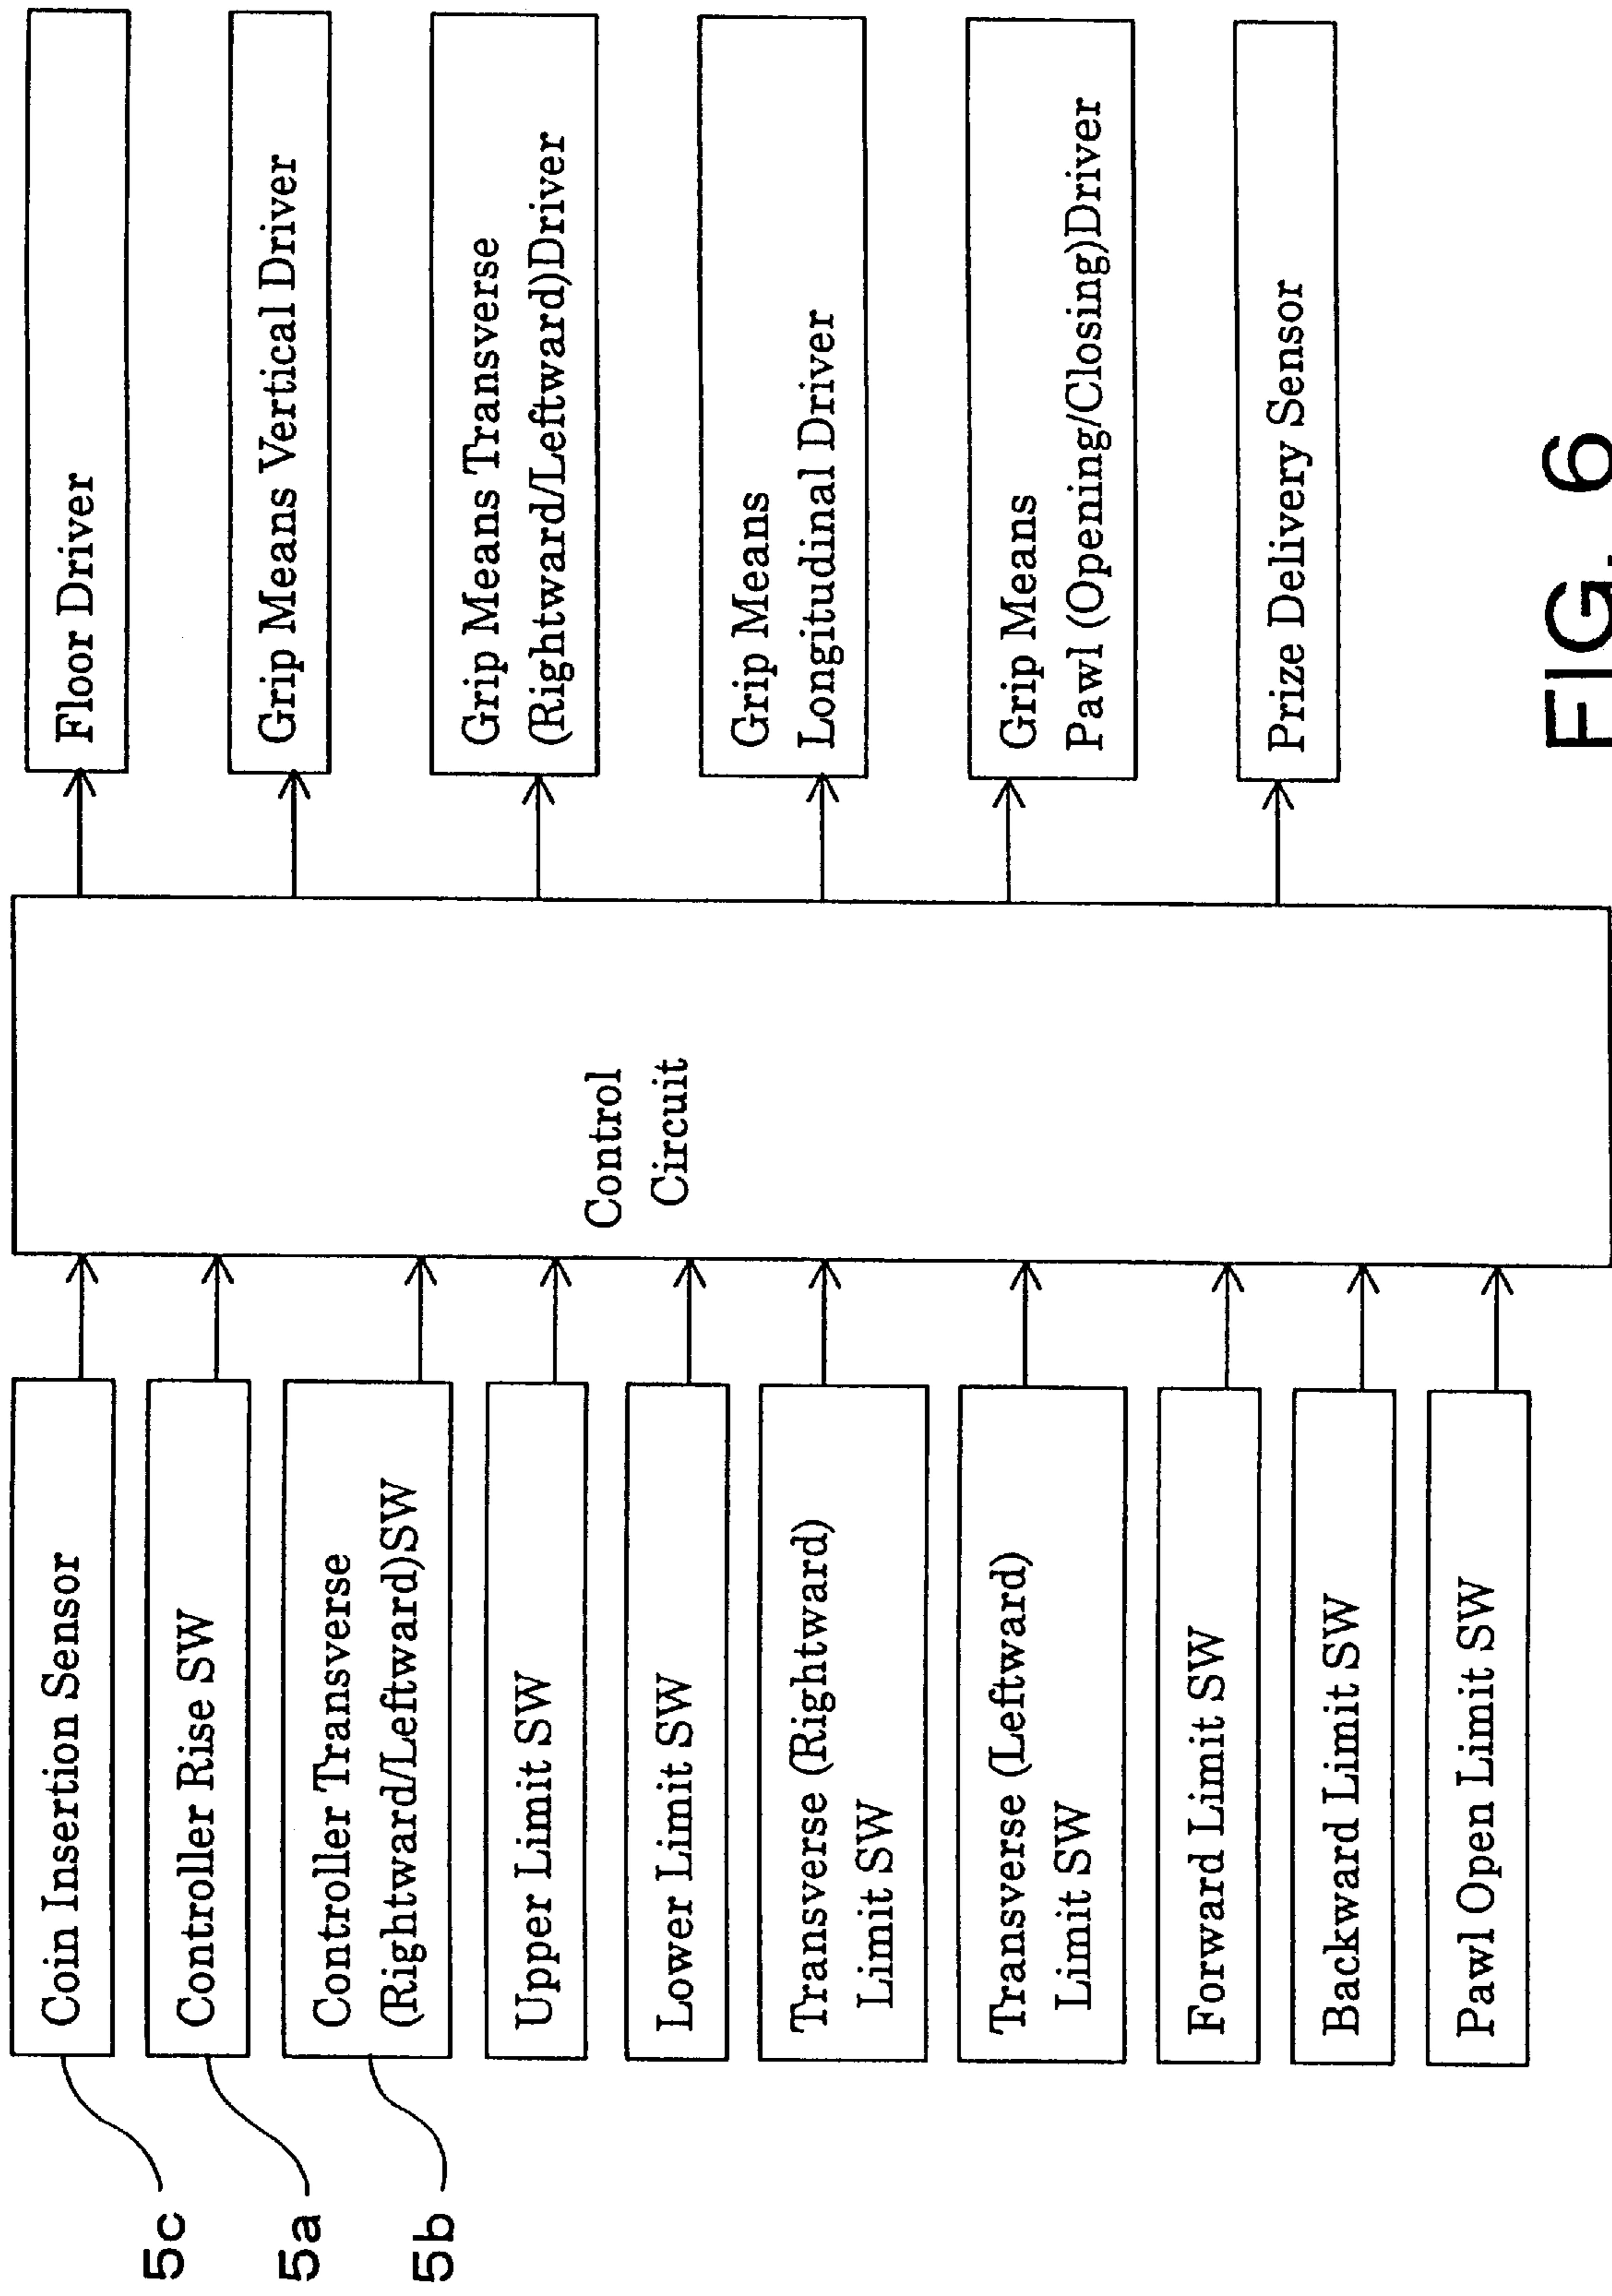 5c
Coin Insertion Sensor
5a
Controller Rise SW
5b
Controller Transverse
(Rightward/Leftward)SW
Upper Limit SW
Lower Limit SW
Transverse (Rightward)
Limit SW
Transverse (Leftward)
Limit SW
Forward Limit SW
Backward Limit SW
Pawl Open Limit SW
Control
Circuit
Floor Driver
Grip Means Vertical Driver
Grip Means Transverse
(Rightward/Leftward)Driver
Grip Means
Longitudinal Driver
Grip Means
Pawl (Opening/Closing)Driver
Prize Delivery Sensor
FIG. 6